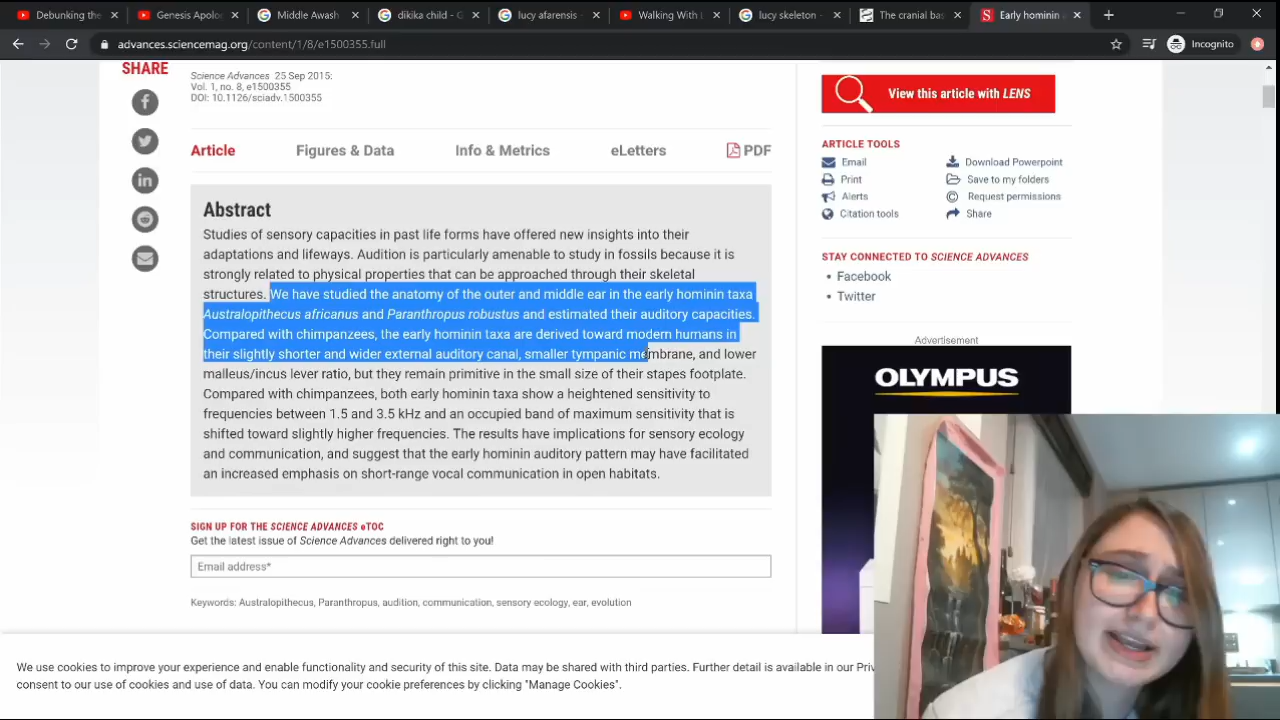 Debunking the
Genesis Apolo
Middle Awash
dikika child - G
lucy afarensis -
Walking With L
lucy skeleton -
The cranial bas
Early hominin a
advances.sciencemag.org/content/1/8/e1500355.full
Incognito
SHARE
Science Advances 25 Sep 2015:
Vol. 1, no. 8, e1500355
DOI: 10.1126/sciadv.1500355
Article
Figures & Data
Info & Metrics
eLetters
PDF
Abstract
Studies of sensory capacities in past life forms have offered new insights into their
adaptations and lifeways. Audition is particularly amenable to study in fossils because it is
strongly related to physical properties that can be approached through their skeletal
structures. We have studied the anatomy of the outer and middle ear in the early hominin taxa
Australopithecus africanus and Paranthropus robustus and estimated their auditory capacities.
Compared with chimpanzees, the early hominin taxa are derived toward modern humans in
their slightly shorter and wider external auditory canal, smaller tympanic membrane, and lower
malleus/incus lever ratio, but they remain primitive in the small size of their stapes footplate.
Compared with chimpanzees, both early hominin taxa show a heightened sensitivity to
frequencies between 1.5 and 3.5 kHz and an occupied band of maximum sensitivity that is
shifted toward slightly higher frequencies. The results have implications for sensory ecology
and communication, and suggest that the early hominin auditory pattern may have facilitated
an increased emphasis on short-range vocal communication in open habitats.
SIGN UP FOR THE SCIENCE ADVANCES eTOC
Get the latest issue of Science Advances delivered right to you!
Email address*
Keywords: Australopithecus, Paranthropus, audition, communication, sensory ecology, ear, evolution
View this article with LENS
ARTICLE TOOLS
Email
Download Powerpoint
Print
Save to my folders
Alerts
Request permissions
Citation tools
Share
STAY CONNECTED TO SCIENCE ADVANCES
• Facebook
• Twitter
Advertisement
OLYMPUS
We use cookies to improve your experience and enable functionality and security of this site. Data may be shared with third parties. Further detail is available in our Priv
consent to our use of cookies and use of data. You can modify your cookie preferences by clicking "Manage Cookies".